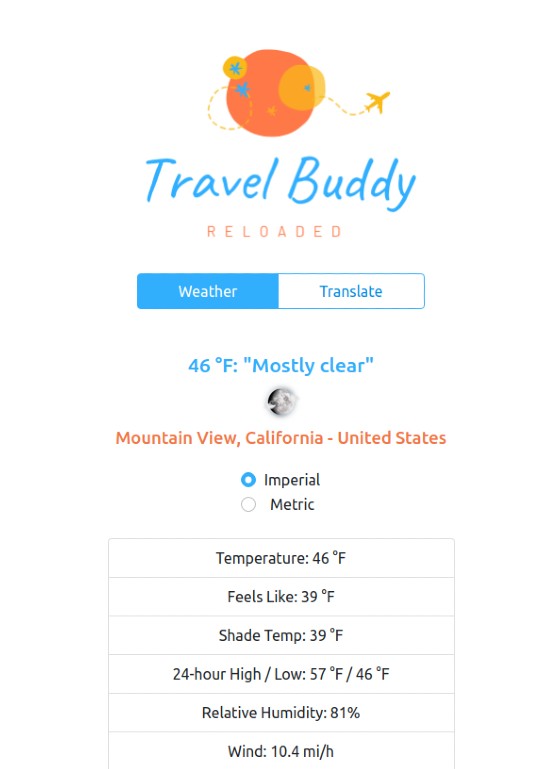 Travel Buddy
RELOADED
Weather Translate
46 °F: "Mostly clear"
Mountain View, California - United States
Imperial
Metric
Temperature: 46 °F
Feels Like: 39 °F
Shade Temp: 39 °F
24-hour High / Low: 57 °F / 46 °F
Relative Humidity: 81%
Wind: 10.4 mi/h